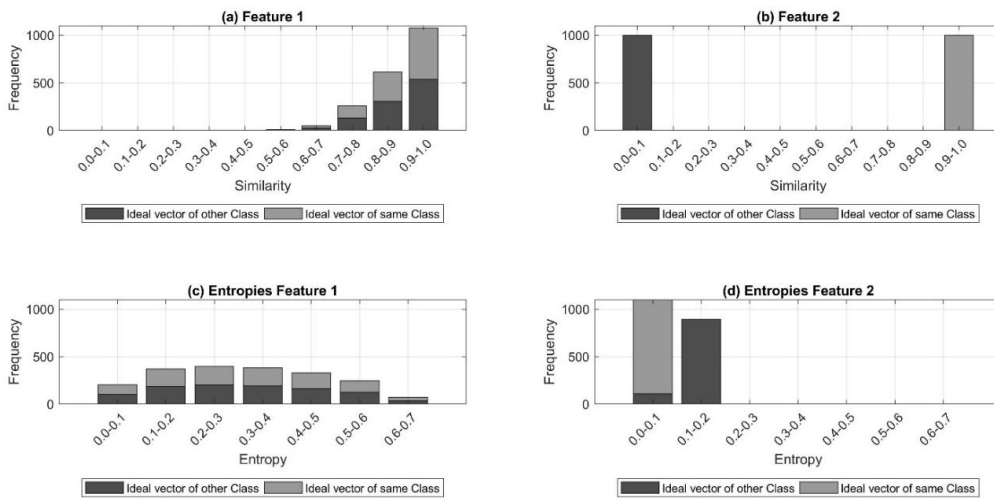 (a) Feature 1
1000
500
0
Frequency
0.0-0.1
0.1-0.2
0.2-0.3
0.3-0.4
0.4-0.5
0.5-0.6
0.6-0.7
0.7-0.8
0.8-0.9
0.9-1.0
Similarity
Ideal vector of other Class Ideal vector of same Class
(b) Feature 2
1000
500
0
Frequency
0.0-0.1
0.1-0.2
0.2-0.3
0.3-0.4
0.4-0.5
0.5-0.6
0.6-0.7
0.7-0.8
0.8-0.9
0.9-1.0
Similarity
Ideal vector of other Class Ideal vector of same Class
(c) Entropies Feature 1
1000
500
0
Frequency
0.0-0.1
0.1-0.2
0.2-0.3
0.3-0.4
0.4-0.5
0.5-0.6
0.6-0.7
Entropy
Ideal vector of other Class Ideal vector of same Class
(d) Entropies Feature 2
1000
500
0
Frequency
0.0-0.1
0.1-0.2
0.2-0.3
0.3-0.4
0.4-0.5
0.5-0.6
0.6-0.7
Entropy
Ideal vector of other Class Ideal vector of same Class